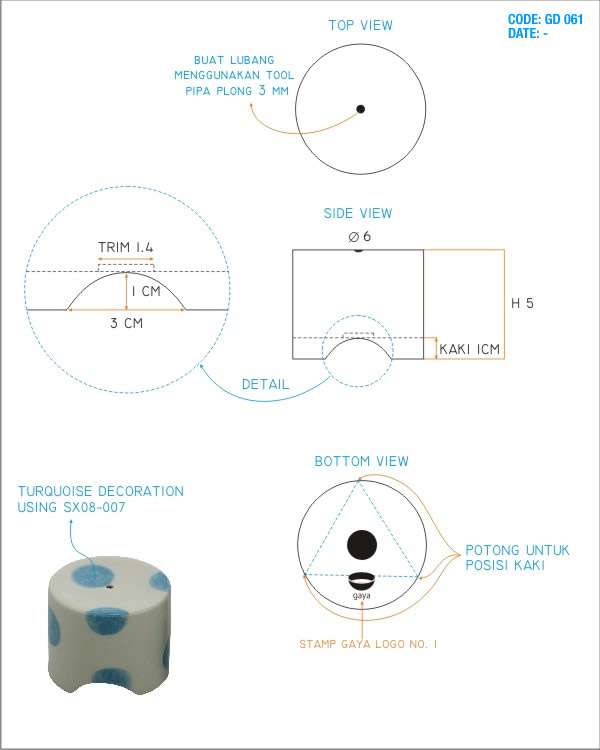 CODE: GD 061
DATE: -
TOP VIEW
BUAT LUBANG
MENGGUNAKAN TOOL
PIPA PLONG 3 MM
SIDE VIEW
Ø 6
H 5
KAKI 1CM
TRIM 1.4
1 CM
3 CM
DETAIL
BOTTOM VIEW
TURQUOISE DECORATION
USING SX08-007
POTONG UNTUK
POSISI KAKI
gaya
STAMP GAYA LOGO NO. 1